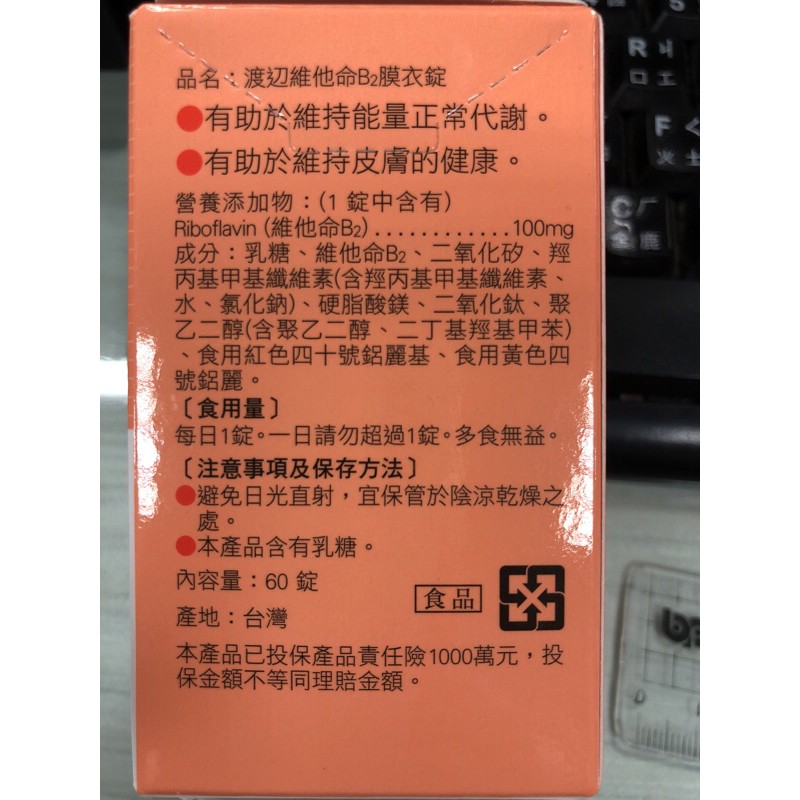 品名：渡辺維他命B₂膜衣錠
●有助於維持能量正常代謝。
●有助於維持皮膚的健康。
營養添加物：(1 錠中含有)
Riboflavin (維他命B₂)............100mg
成分：乳糖、維他命B₂、二氧化矽、羥
丙基甲基纖維素(含羥丙基甲基纖維素、
水、氯化鈉)、硬脂酸鎂、二氧化鈦、聚
乙二醇(含聚乙二醇、二丁基羥基甲苯)
、食用紅色四十號鋁麗基、食用黃色四
號鋁麗。
〔食用量〕
每日1錠。一日請勿超過1錠。多食無益。
〔注意事項及保存方法〕
●避免日光直射，宜保管於陰涼乾燥之
處。
●本產品含有乳糖。
內容量：60 錠
食品
產地：台灣
本產品已投保產品責任險1000萬元，投
保金額不等同理賠金額。
5
R ㄐ
口 土
F ㄑ
火
C ㄏ
金
0